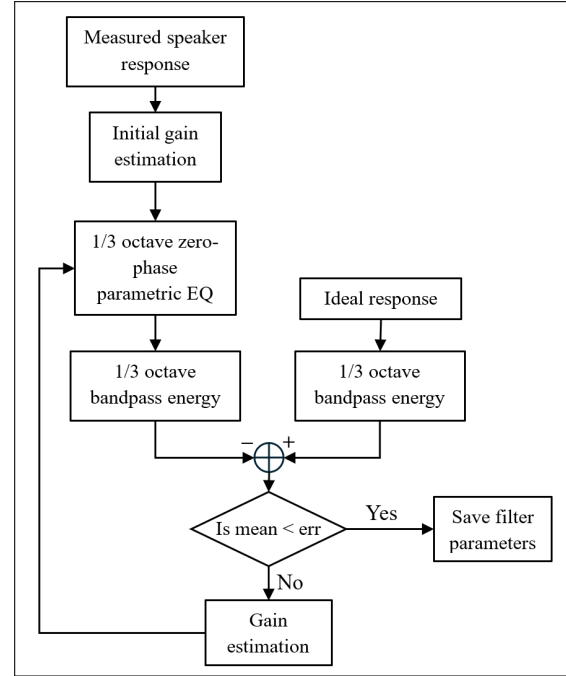 Measured speaker
response
Initial gain
estimation
1/3 octave zero-
phase
parametric EQ
Ideal response
1/3 octave
bandpass energy
1/3 octave
bandpass energy
− +
Is mean < err
Yes
Save filter
parameters
No
Gain
estimation